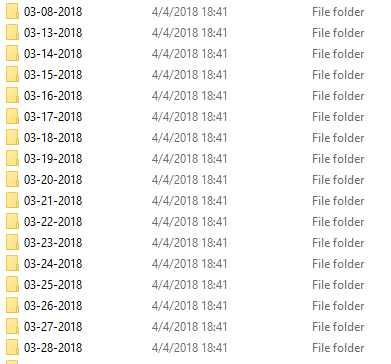 03-08-2018 4/4/2018 18:41 File folder
03-13-2018 4/4/2018 18:41 File folder
03-14-2018 4/4/2018 18:41 File folder
03-15-2018 4/4/2018 18:41 File folder
03-16-2018 4/4/2018 18:41 File folder
03-17-2018 4/4/2018 18:41 File folder
03-18-2018 4/4/2018 18:41 File folder
03-19-2018 4/4/2018 18:41 File folder
03-20-2018 4/4/2018 18:41 File folder
03-21-2018 4/4/2018 18:41 File folder
03-22-2018 4/4/2018 18:41 File folder
03-23-2018 4/4/2018 18:41 File folder
03-24-2018 4/4/2018 18:41 File folder
03-25-2018 4/4/2018 18:41 File folder
03-26-2018 4/4/2018 18:41 File folder
03-27-2018 4/4/2018 18:41 File folder
03-28-2018 4/4/2018 18:41 File folder